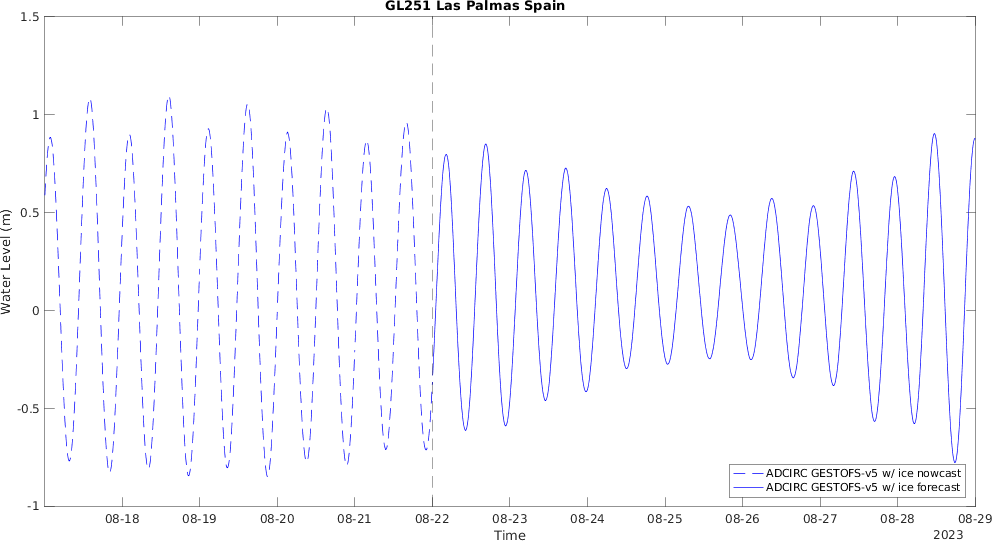 GL251 Las Palmas Spain
1.5
1
0.5
0
-0.5
-1
Water Level (m)
ADCIRC GESTOFS-v5 w/ ice nowcast
ADCIRC GESTOFS-v5 w/ ice forecast
08-18 08-19 08-20 08-21 08-22 08-23 08-24 08-25 08-26 08-27 08-28 08-29
Time
2023